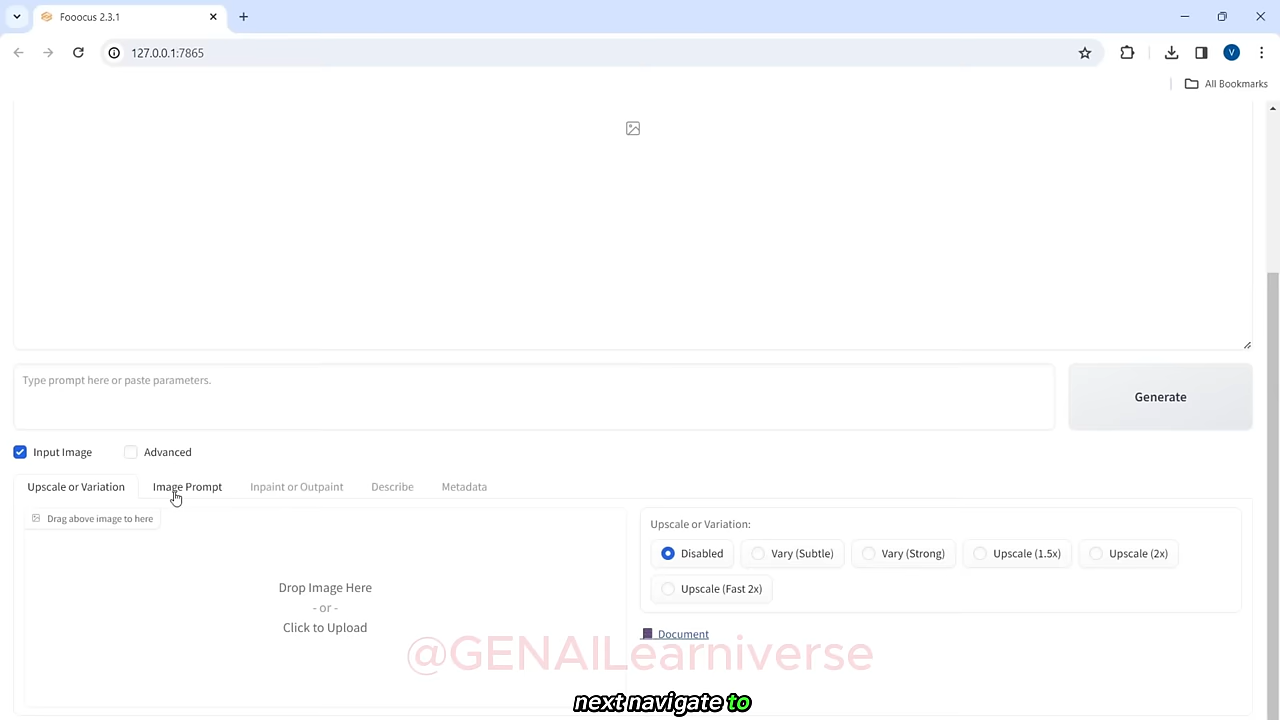 Fooocus 2.3.1
127.0.0.1:7865
V
All Bookmarks
Type prompt here or paste parameters.
Generate
Input Image
Advanced
Upscale or Variation
Image Prompt
Inpaint or Outpaint
Describe
Metadata
Drag above image to here
Drop Image Here
- or -
Click to Upload
Upscale or Variation:
Disabled
Vary (Subtle)
Vary (Strong)
Upscale (1.5x)
Upscale (2x)
Upscale (Fast 2x)
Document
@GENAILearniverse
next navigate to